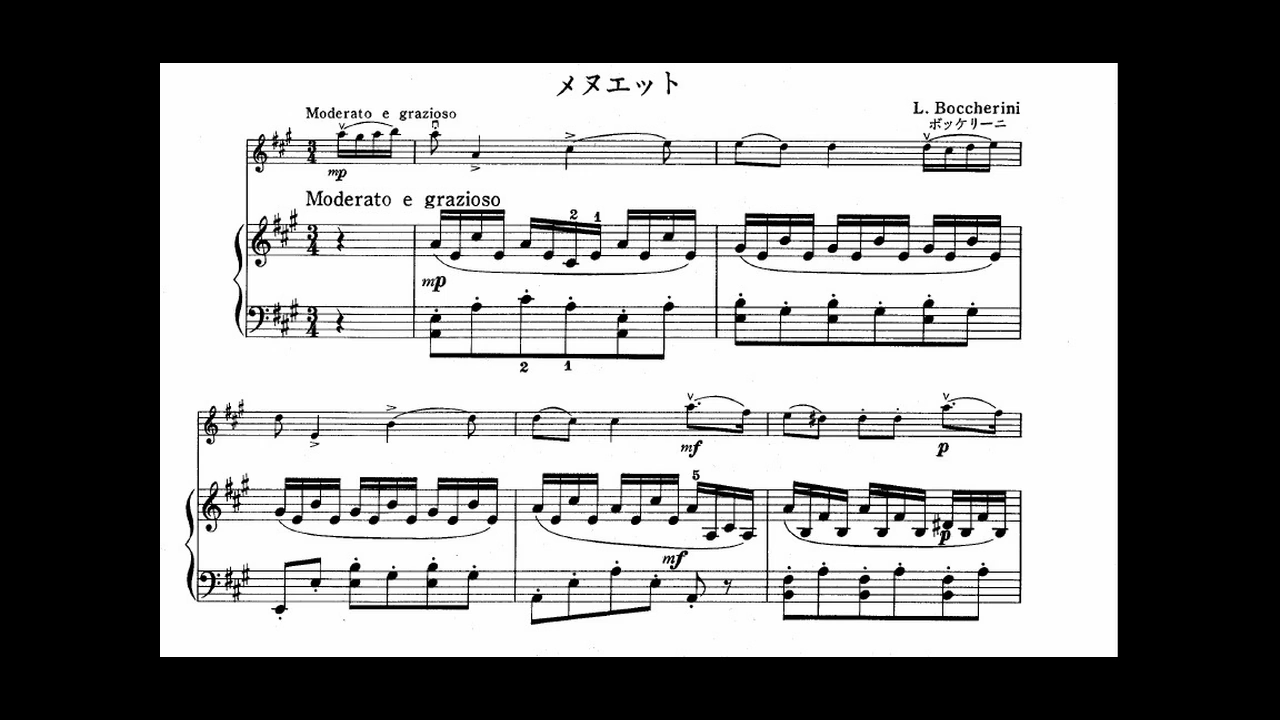 メヌエット
Moderato e grazioso
L. Boccherini
ボッケリーニ
mp
Moderato e grazioso
2 1
mp
2 1
mf p
5
p
mf